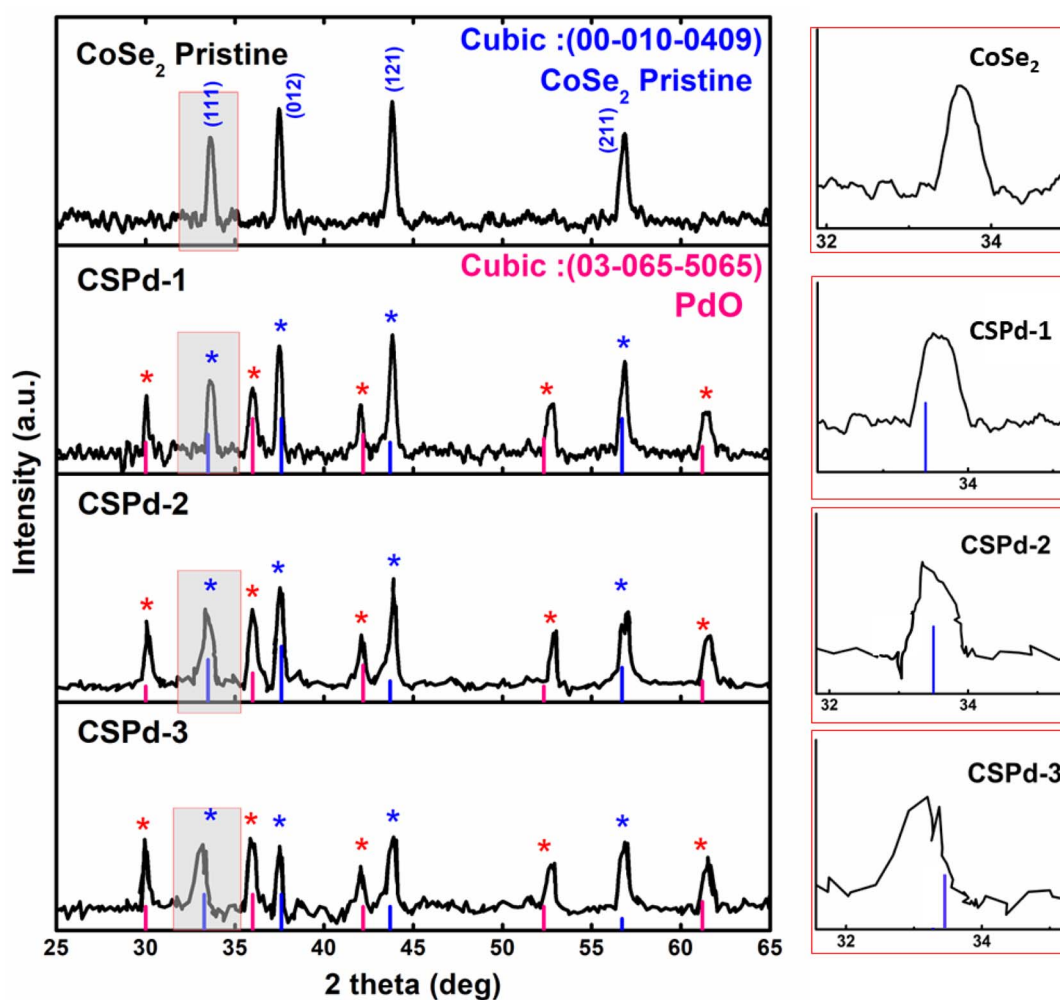 CoSe₂ Pristine
Cubic :(00-010-0409)
CoSe₂ Pristine
(111)
(012)
(121)
(211)
CSPd-1
Cubic :(03-065-5065)
PdO
* * * * * * * * *
CSPd-2
* * * * * * * * *
CSPd-3
* * * * * * * * *
25 30 35 40 45 50 55 60 65
2 theta (deg)
Intensity (a.u.)
CoSe₂
32 34
CSPd-1
34
CSPd-2
32 34
CSPd-3
32 34